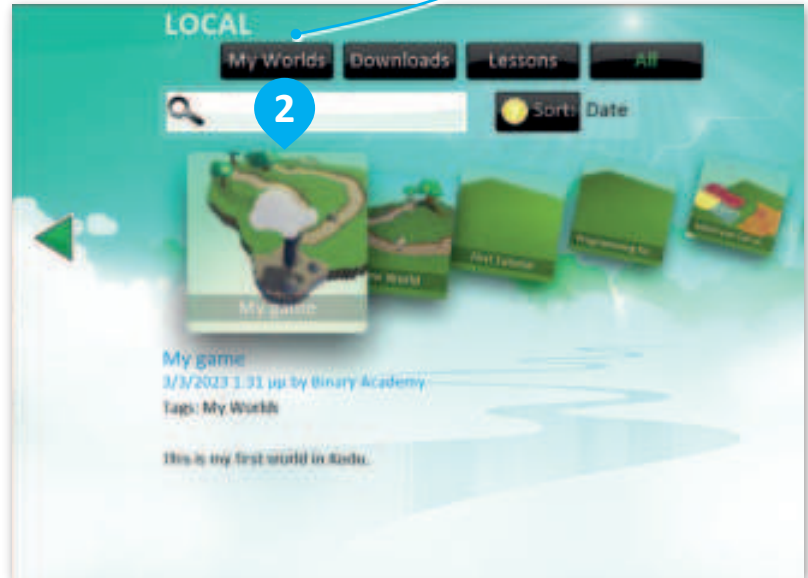 LOCAL
My Worlds Downloads Lessons All
2
Sort: Date
My game
First Tutorial
World
My game
3/3/2023 1:31 μμ by Binary Academy
Tags: My Worlds
This is my first world in Kodu.